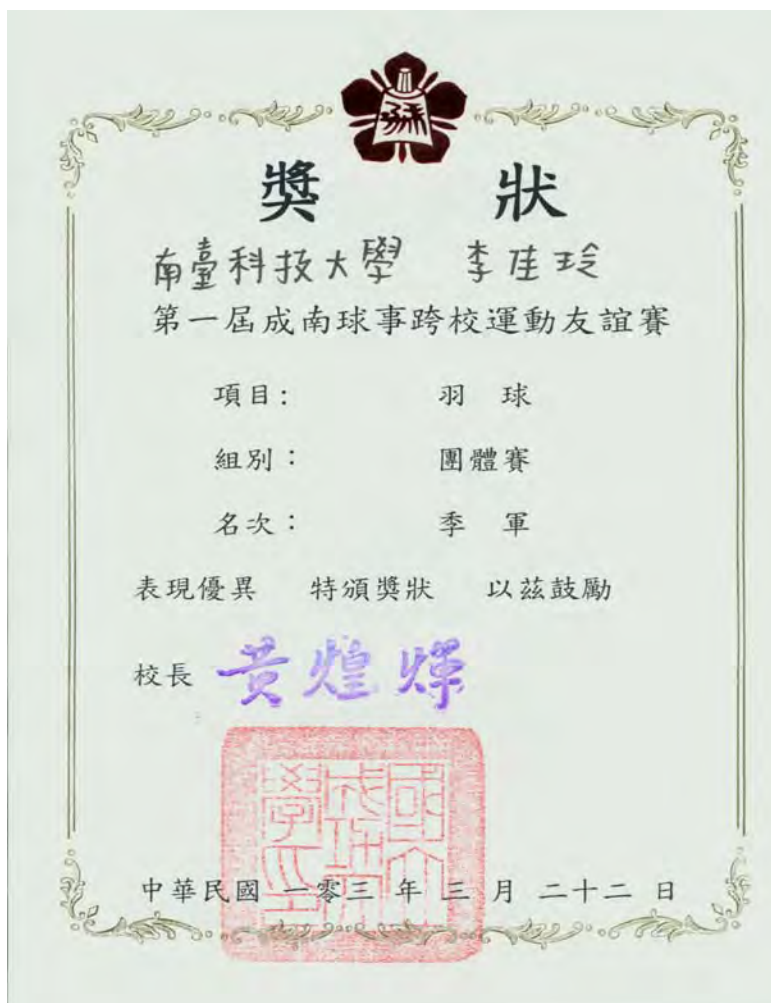 獎 狀
南臺科技大學 李佳玲
第一屆成南球事跨校運動友誼賽
項目: 羽 球
組別: 團體賽
名次: 季 軍
表現優異 特頒獎狀 以茲鼓勵
校長 黃煌煇
中華民國 一零三 年 三 月 二十二 日